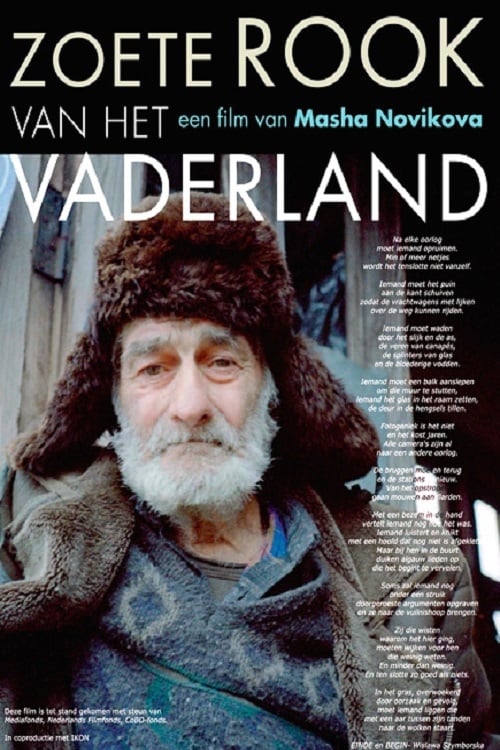 ZOETE ROOK
VAN HET een film van Masha Novikova
VADERLAND
Na elke oorlog
moet iemand opruimen.
Min of meer netjes
wordt het tenslotte niet vanzelf.
Iemand moet het puin
aan de kant schuiven
zodat de vrachtwagens met lijken
over de weg kunnen rijden.
Iemand moet waden
door het slijk en de as,
de veren van canapés,
de splinters van glas
en de bloederige vodden.
Iemand moet een balk aanslepen
om die muur te stutten,
iemand het glas in het raam zetten,
de deur in de hengsels tillen.
Fotogeniek is het niet
en het kost jaren.
Alle camera's zijn al
naar een andere oorlog.
De bruggen en terug
en de stations nieuw.
Van het
gaan mouwen aan flarden.
Met een bezem in de hand
vertelt iemand nog hoe het was.
Iemand luistert en knikt
met een hoofd dat nog niet is
Maar bij hen in de buurt
duiken algauw lieden op
die het begint te vervelen.
Soms zal iemand nog
onder een struik
doorgeroeste argumenten opgraven
en ze naar de vuilnishoop brengen.
Zij die wisten
waarom het hier ging,
moeten wijken voor hen
die weinig weten.
En minder dan weinig.
En ten slotte zo goed als niets.
In het gras, overwoekerd
door oorzaak en gevolg,
moet iemand liggen die
met een aar tussen zijn tanden
naar de wolken staart.
EINDE en BEGIN- Wislawa Szymborska
Deze film is tot stand gekomen met steun van
Mediafonds, Nederlands Filmfonds, CoBO-fonds.
In coproductie met IKON